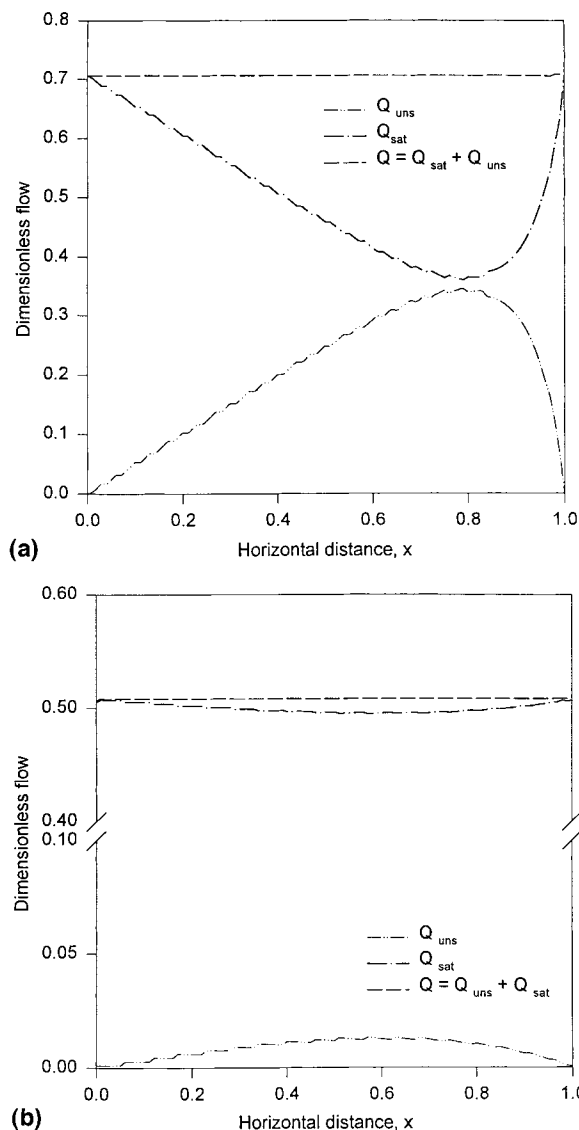 0.8
0.7
0.6
0.5
0.4
0.3
0.2
0.1
0.0
Dimensionless flow
Q uns
Q sat
Q = Q sat + Q uns
0.0 0.2 0.4 0.6 0.8 1.0
(a) Horizontal distance, x
0.60
0.50
0.40
0.10
0.05
0.00
Dimensionless flow
Q uns
Q sat
Q = Q uns + Q sat
0.0 0.2 0.4 0.6 0.8 1.0
(b) Horizontal distance, x